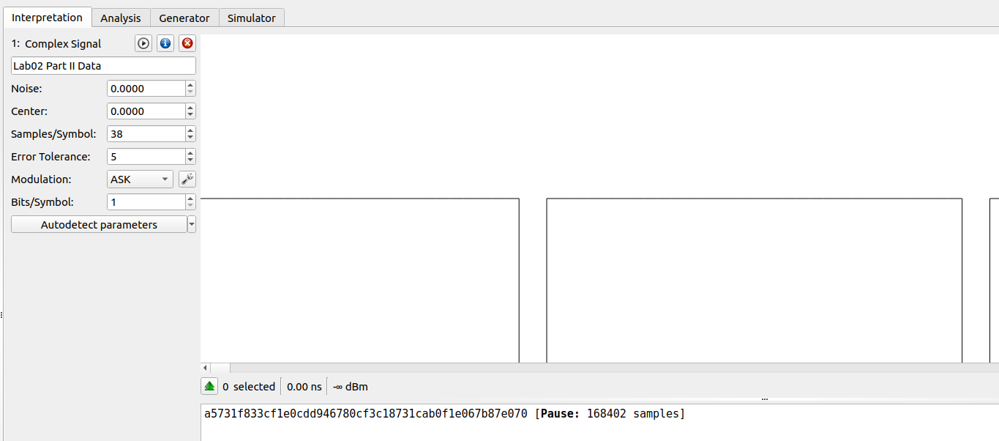 Interpretation Analysis Generator Simulator
1: Complex Signal
Lab02 Part II Data
Noise: 0.0000
Center: 0.0000
Samples/Symbol: 38
Error Tolerance: 5
Modulation: ASK
Bits/Symbol: 1
Autodetect parameters
0 selected 0.00 ns -∞ dBm
a5731f833cf1e0cdd946780cf3c18731cab0f1e067b87e070 [Pause: 168402 samples]